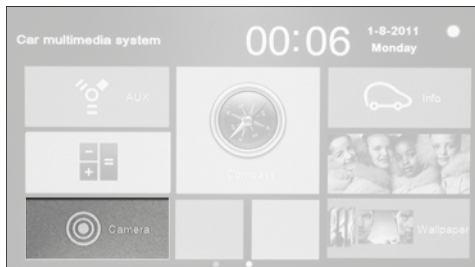 Car multimedia system
00:06
1-8-2011
Monday
AUX
Compass
Info
Camera
Wallpaper